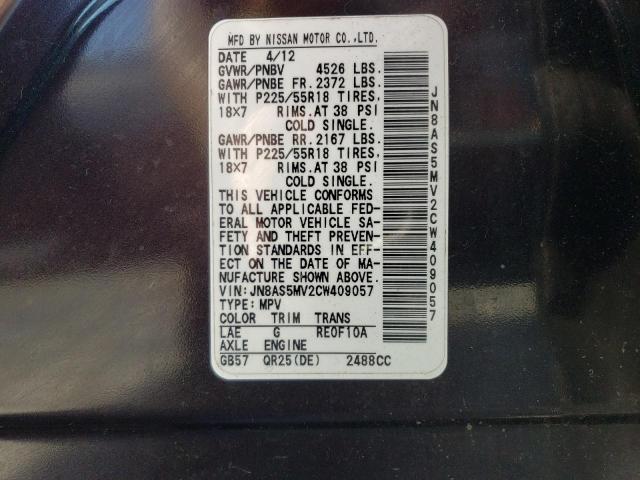 MFD BY NISSAN MOTOR CO.,LTD.
DATE 4/12
GVWR/PNBV 4526 LBS.
GAWR/PNBE FR. 2372 LBS.
WITH P225/55R18 TIRES,
18X7 RIMS. AT 38 PSI
COLD SINGLE.
GAWR/PNBE RR. 2167 LBS.
WITH P225/55R18 TIRES,
18X7 RIMS. AT 38 PSI
COLD SINGLE.
THIS VEHICLE CONFORMS
TO ALL APPLICABLE FED-
ERAL MOTOR VEHICLE SA-
FETY AND THEFT PREVEN-
TION STANDARDS IN EFF-
ECT ON THE DATE OF MA-
NUFACTURE SHOWN ABOVE.
VIN: JN8AS5MV2CW409057
TYPE: MPV
COLOR TRIM TRANS
LAE G RE0F10A
AXLE ENGINE
GB57 QR25(DE) 2488CC
JN8AS5MV2CW409057